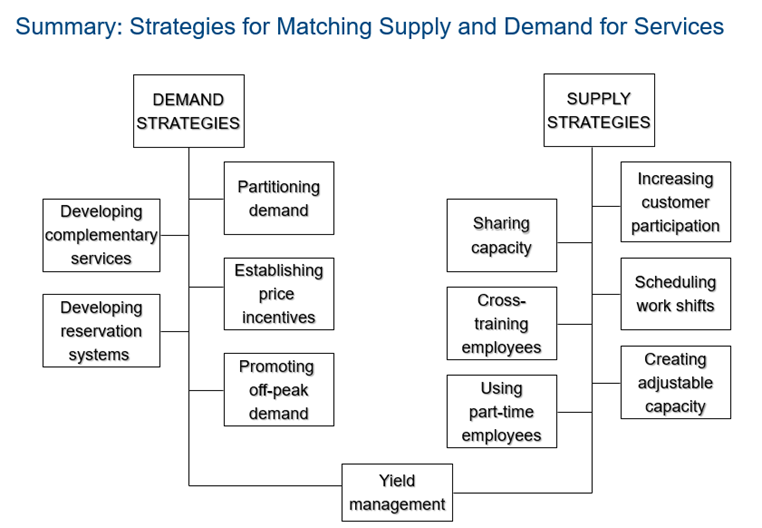 Summary: Strategies for Matching Supply and Demand for Services
DEMAND
STRATEGIES
Partitioning
demand
Developing
complementary
services
Establishing
price
incentives
Developing
reservation
systems
Promoting
off-peak
demand
SUPPLY
STRATEGIES
Increasing
customer
participation
Sharing
capacity
Scheduling
work shifts
Cross-
training
employees
Creating
adjustable
capacity
Using
part-time
employees
Yield
management